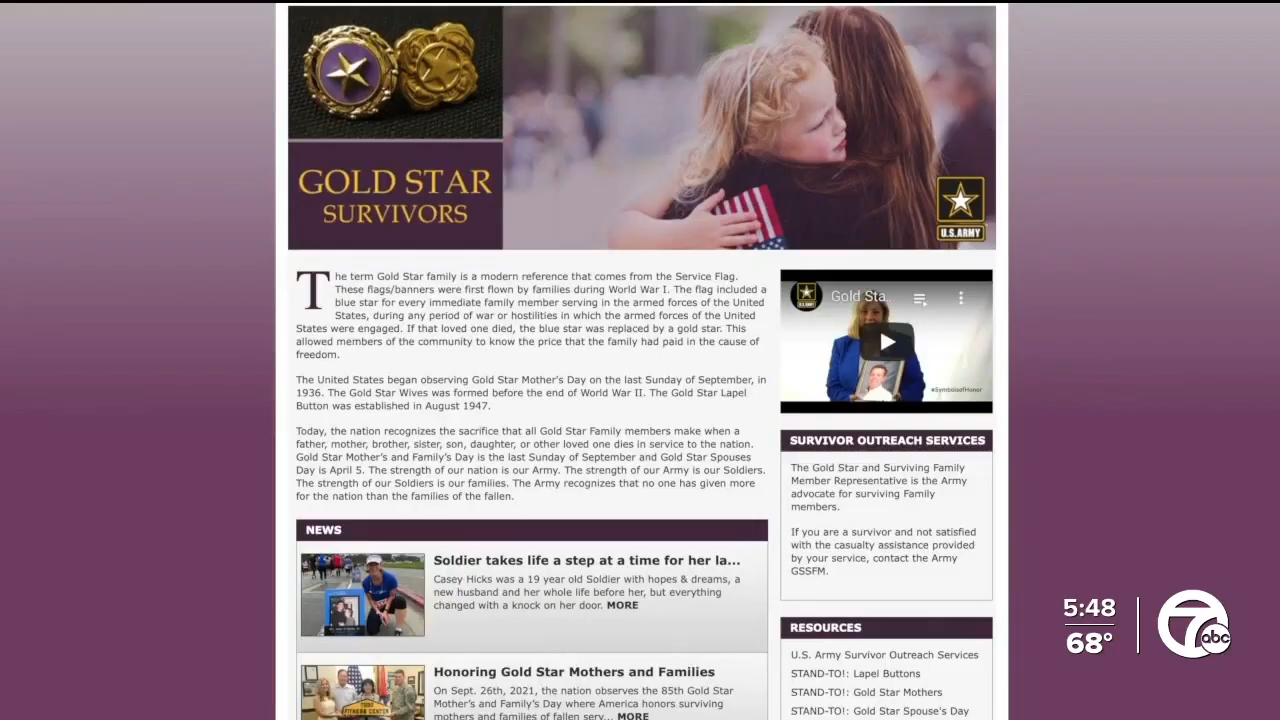 GOLD STAR
SURVIVORS
U.S.ARMY
The term Gold Star family is a modern reference that comes from the Service Flag.
These flags/banners were first flown by families during World War I. The flag included a
blue star for every immediate family member serving in the armed forces of the United
States, during any period of war or hostilities in which the armed forces of the United
States were engaged. If that loved one died, the blue star was replaced by a gold star. This
allowed members of the community to know the price that the family had paid in the cause of
freedom.
The United States began observing Gold Star Mother's Day on the last Sunday of September, in
1936. The Gold Star Wives was formed before the end of World War II. The Gold Star Lapel
Button was established in August 1947.
Today, the nation recognizes the sacrifice that all Gold Star Family members make when a
father, mother, brother, sister, son, daughter, or other loved one dies in service to the nation.
Gold Star Mother's and Family's Day is the last Sunday of September and Gold Star Spouses
Day is April 5. The strength of our nation is our Army. The strength of our Army is our Soldiers.
The strength of our Soldiers is our families. The Army recognizes that no one has given more
for the nation than the families of the fallen.
NEWS
Soldier takes life a step at a time for her la...
Casey Hicks was a 19 year old Soldier with hopes & dreams, a
new husband and her whole life before her, but everything
changed with a knock on her door. MORE
Honoring Gold Star Mothers and Families
On Sept. 26th, 2021, the nation observes the 85th Gold Star
Mother's and Family's Day where America honors surviving
mothers and families of fallen serv... MORE
FITNESS CENTER
Gold Sta...
U.S.ARMY
#SymbolsofHonor
SURVIVOR OUTREACH SERVICES
The Gold Star and Surviving Family
Member Representative is the Army
advocate for surviving Family
members.
If you are a survivor and not satisfied
with the casualty assistance provided
by your service, contact the Army
GSSFM.
RESOURCES
U.S. Army Survivor Outreach Services
STAND-TO!: Lapel Buttons
STAND-TO!: Gold Star Mothers
STAND-TO!: Gold Star Spouse's Day
5:48
68°
7 abc